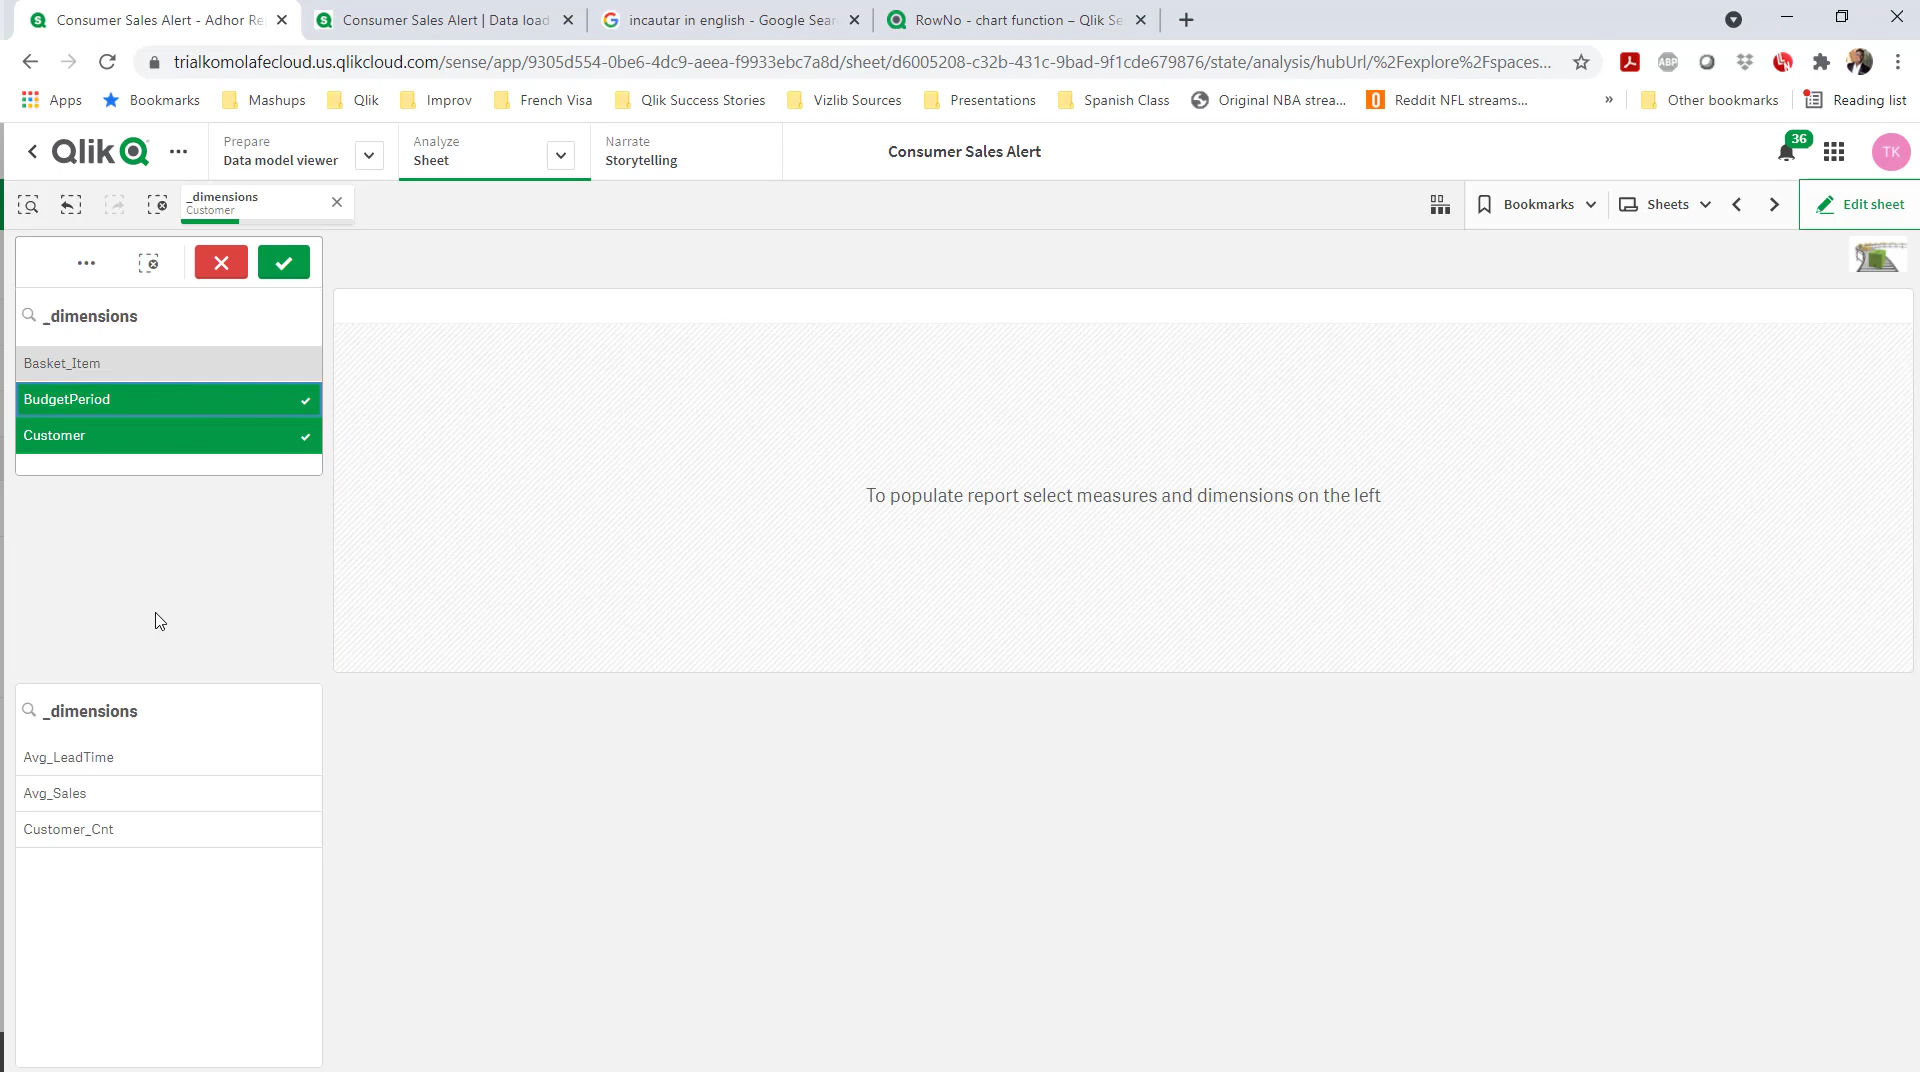 Consumer Sales Alert - Adhor Re
Consumer Sales Alert | Data load
incautar in english - Google Sear
RowNo - chart function – Qlik Se
trialkomolafecloud.us.qlikcloud.com/sense/app/9305d554-0be6-4dc9-aeea-f9933ebc7a8d/sheet/d6005208-c32b-431c-9bad-9f1cde679876/state/analysis/hubUrl/%2Fexplore%2Fspaces...
ABP
Apps
Bookmarks
Mashups
Qlik
Improv
French Visa
Qlik Success Stories
Vizlib Sources
Presentations
Spanish Class
Original NBA strea...
Reddit NFL streams...
»
Other bookmarks
Reading list
Qlik
Prepare
Data model viewer
Analyze
Sheet
Narrate
Storytelling
Consumer Sales Alert
36
TK
_dimensions
Customer
Bookmarks
Sheets
Edit sheet
_dimensions
Basket_Item
BudgetPeriod
Customer
To populate report select measures and dimensions on the left
_dimensions
Avg_LeadTime
Avg_Sales
Customer_Cnt